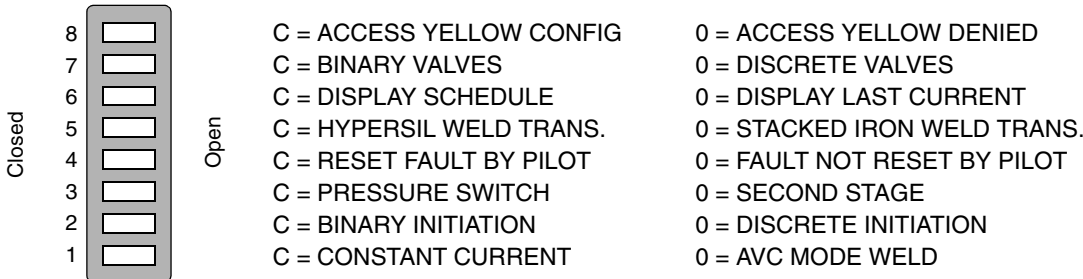 Closed
Open
8 C = ACCESS YELLOW CONFIG 0 = ACCESS YELLOW DENIED
7 C = BINARY VALVES 0 = DISCRETE VALVES
6 C = DISPLAY SCHEDULE 0 = DISPLAY LAST CURRENT
5 C = HYPERSIL WELD TRANS. 0 = STACKED IRON WELD TRANS.
4 C = RESET FAULT BY PILOT 0 = FAULT NOT RESET BY PILOT
3 C = PRESSURE SWITCH 0 = SECOND STAGE
2 C = BINARY INITIATION 0 = DISCRETE INITIATION
1 C = CONSTANT CURRENT 0 = AVC MODE WELD